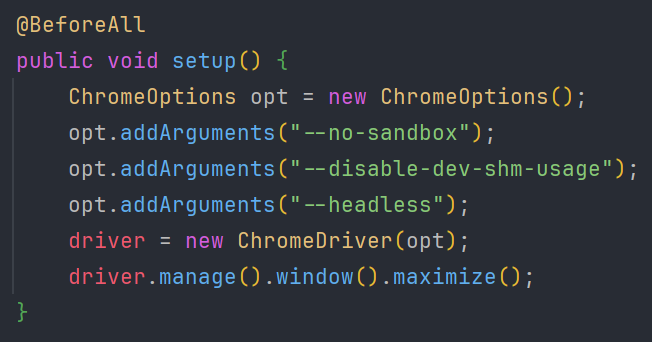 @BeforeAll
public void setup() {
    ChromeOptions opt = new ChromeOptions();
    opt.addArguments("--no-sandbox");
    opt.addArguments("--disable-dev-shm-usage");
    opt.addArguments("--headless");
    driver = new ChromeDriver(opt);
    driver.manage().window().maximize();
}